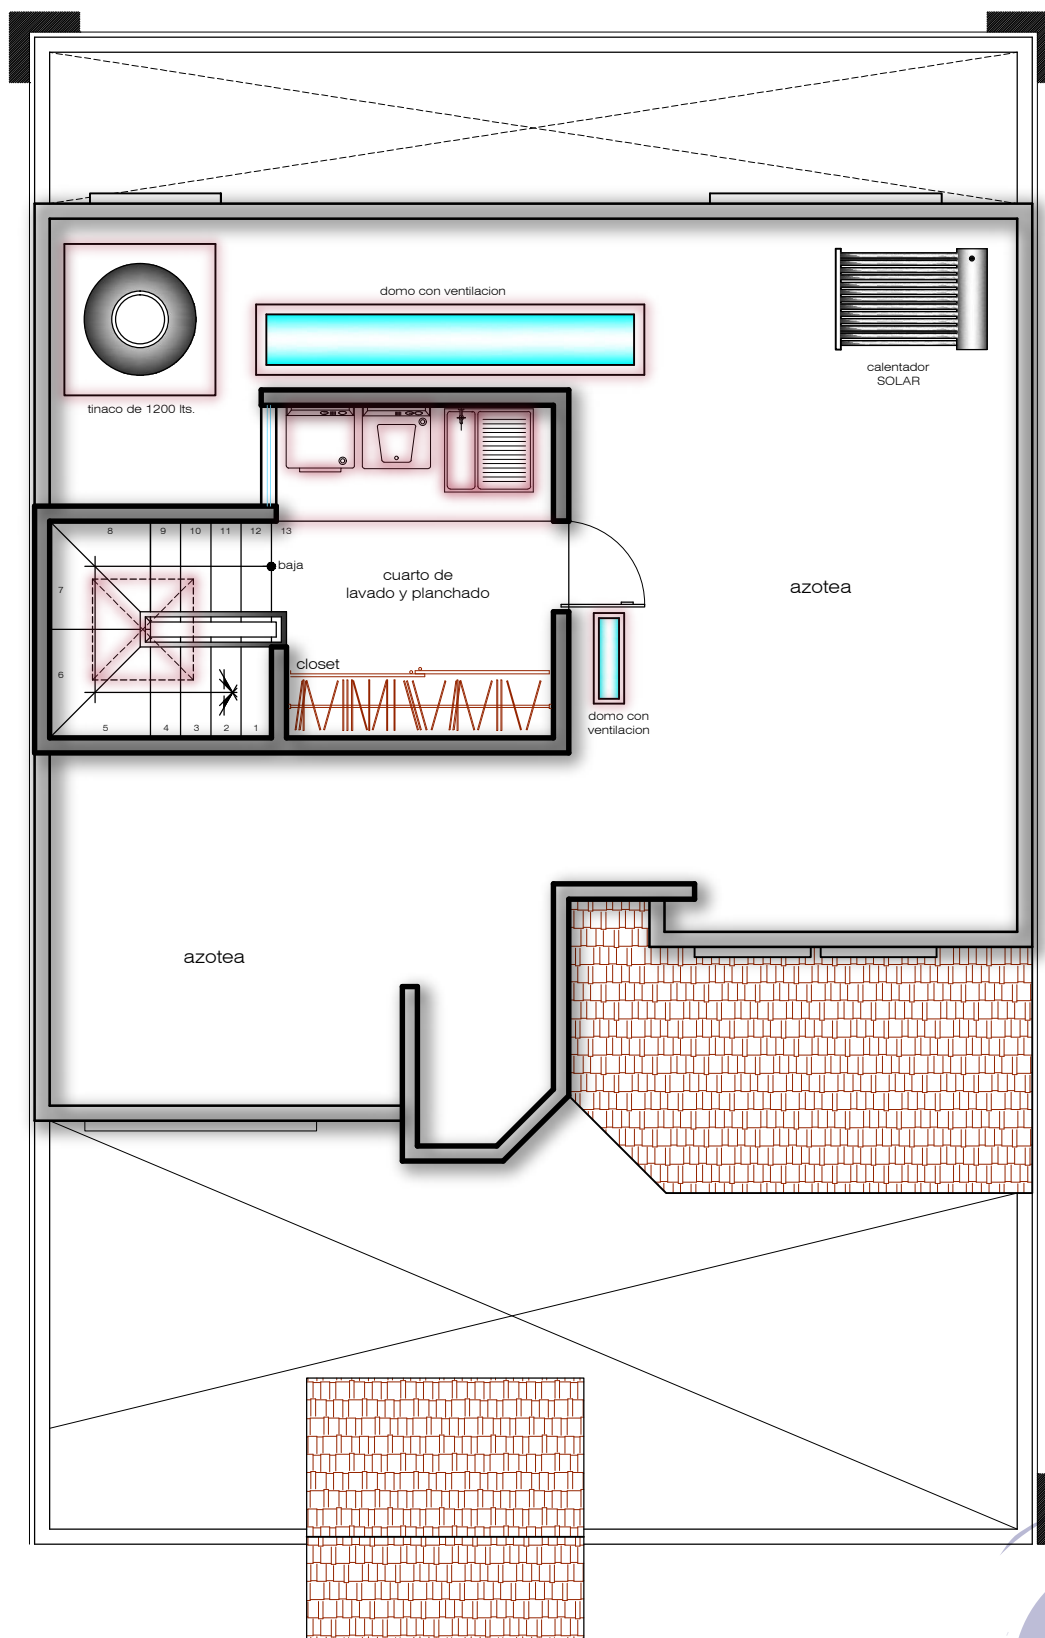 domo con ventilacion
calentador
SOLAR
tinaco de 1200 lts.
8
9
10
11
12
13
baja
7
cuarto de
lavado y planchado
azotea
6
closet
5
4
3
2
1
domo con
ventilacion
azotea